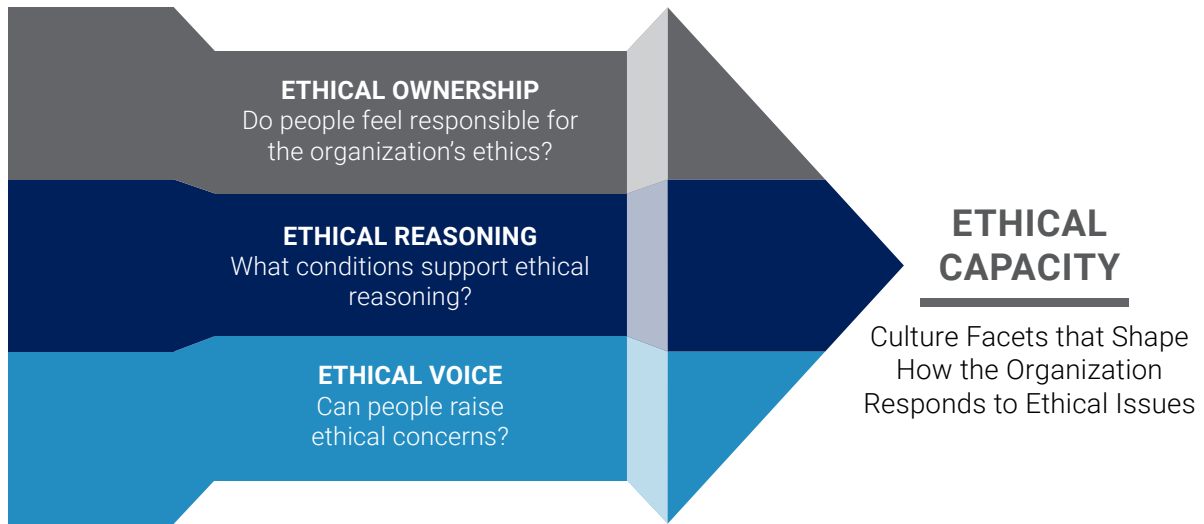 ETHICAL OWNERSHIP
Do people feel responsible for
the organization’s ethics?
ETHICAL REASONING
What conditions support ethical
reasoning?
ETHICAL VOICE
Can people raise
ethical concerns?
ETHICAL
CAPACITY
Culture Facets that Shape
How the Organization
Responds to Ethical Issues